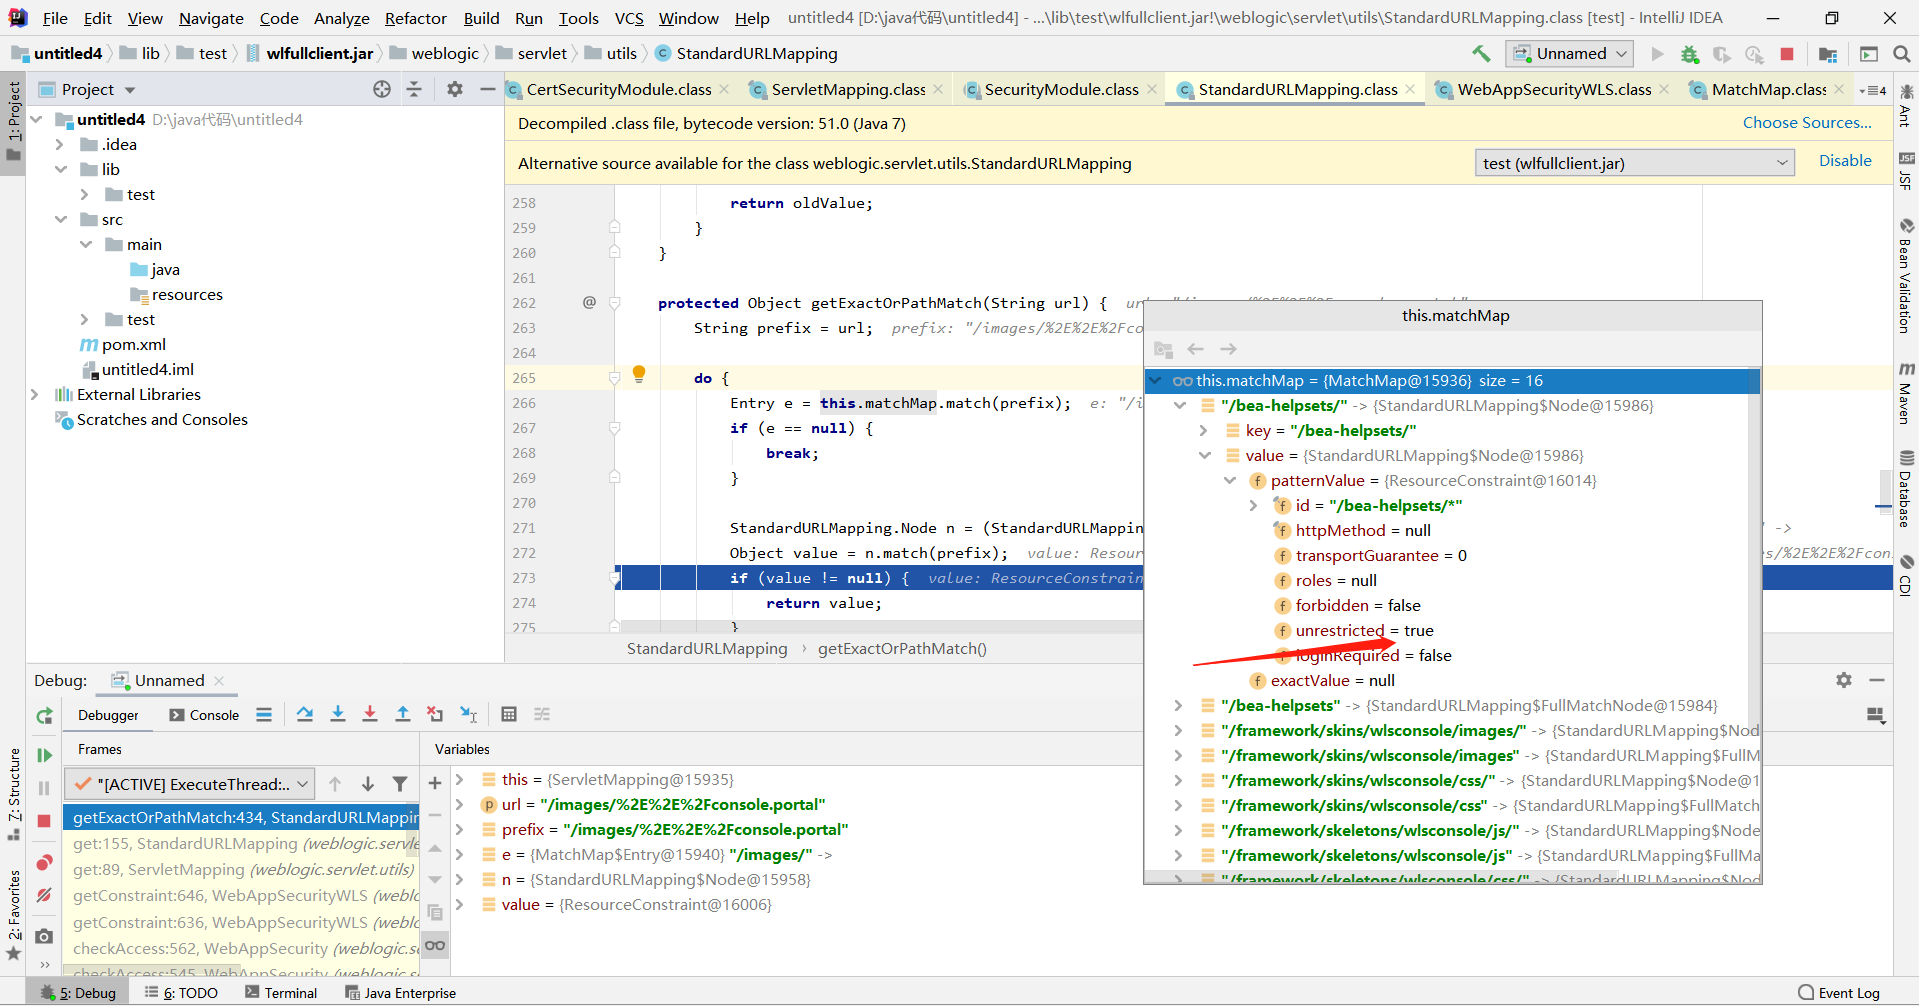 File Edit View Navigate Code Analyze Refactor Build Run Tools VCS Window Help untitled4 [D:\java代码\untitled4] - ...\lib\test\wlfullclient.jar!\weblogic\servlet\utils\StandardURLMapping.class [test] - IntelliJ IDEA
untitled4 lib test wlfullclient.jar weblogic servlet utils StandardURLMapping Unnamed
Project CertSecurityModule.class ServletMapping.class SecurityModule.class StandardURLMapping.class WebAppSecurityWLS.class MatchMap.class 4
1: Project
untitled4 D:\java代码\untitled4
.idea
lib
test
src
main
java
resources
test
pom.xml
untitled4.iml
External Libraries
Scratches and Consoles
Decompiled .class file, bytecode version: 51.0 (Java 7) Choose Sources...
Alternative source available for the class weblogic.servlet.utils.StandardURLMapping test (wlfullclient.jar) Disable
258 return oldValue;
259 }
260 }
261
262 @ protected Object getExactOrPathMatch(String url) {
263 String prefix = url; prefix: "/images/%2E%2E%2Fco
264
265 do {
266 Entry e = this.matchMap.match(prefix); e: "/i
267 if (e == null) {
268 break;
269 }
270
271 StandardURLMapping.Node n = (StandardURLMappin " ->
272 Object value = n.match(prefix); value: Resour es/%2E%2E%2Fcon
273 if (value != null) { value: ResourceConstrain
274 return value;
275 }
StandardURLMapping › getExactOrPathMatch()
this.matchMap
this.matchMap = {MatchMap@15936} size = 16
"/bea-helpsets/" -> {StandardURLMapping$Node@15986}
key = "/bea-helpsets/"
value = {StandardURLMapping$Node@15986}
patternValue = {ResourceConstraint@16014}
id = "/bea-helpsets/*"
httpMethod = null
transportGuarantee = 0
roles = null
forbidden = false
unrestricted = true
loginRequired = false
exactValue = null
"/bea-helpsets" -> {StandardURLMapping$FullMatchNode@15984}
"/framework/skins/wlsconsole/images/" -> {StandardURLMapping$Nod
"/framework/skins/wlsconsole/images" -> {StandardURLMapping$FullM
"/framework/skins/wlsconsole/css/" -> {StandardURLMapping$Node@1
"/framework/skins/wlsconsole/css" -> {StandardURLMapping$FullMatch
"/framework/skeletons/wlsconsole/js/" -> {StandardURLMapping$Node
"/framework/skeletons/wlsconsole/js" -> {StandardURLMapping$FullMa
"/framework/skeletons/wlsconsole/css/" -> {StandardURLMapping$Nod
Ant
JSF
Bean Validation
Maven
Database
CDI
Debug: Unnamed
Debugger Console
Frames Variables
"[ACTIVE] ExecuteThread:...
getExactOrPathMatch:434, StandardURLMappin
get:155, StandardURLMapping (weblogic.servle
get:89, ServletMapping (weblogic.servlet.utils)
getConstraint:646, WebAppSecurityWLS (weblo
getConstraint:636, WebAppSecurityWLS (weblo
checkAccess:562, WebAppSecurity (weblogic.se
checkAccess:545, WebAppSecurity (weblogic.se
this = {ServletMapping@15935}
url = "/images/%2E%2E%2Fconsole.portal"
prefix = "/images/%2E%2E%2Fconsole.portal"
e = {MatchMap$Entry@15940} "/images/" ->
n = {StandardURLMapping$Node@15958}
value = {ResourceConstraint@16006}
7: Structure
2: Favorites
5: Debug 6: TODO Terminal Java Enterprise Event Log